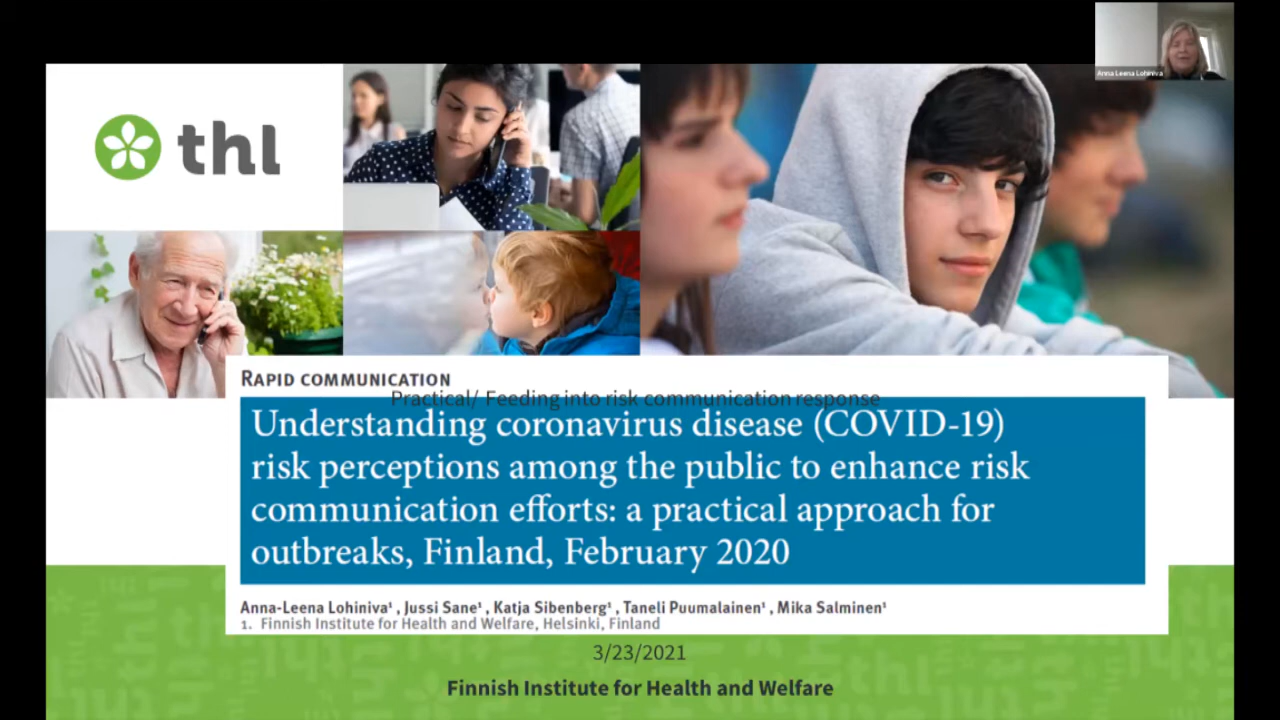 Anna Leena Lohiniva
thl
RAPID COMMUNICATION
Practical/ Feeding into risk communication response
Understanding coronavirus disease (COVID-19)
risk perceptions among the public to enhance risk
communication efforts: a practical approach for
outbreaks, Finland, February 2020
Anna-Leena Lohiniva¹ , Jussi Sane¹ , Katja Sibenberg¹ , Taneli Puumalainen¹ , Mika Salminen¹
1. Finnish Institute for Health and Welfare, Helsinki, Finland
3/23/2021
Finnish Institute for Health and Welfare